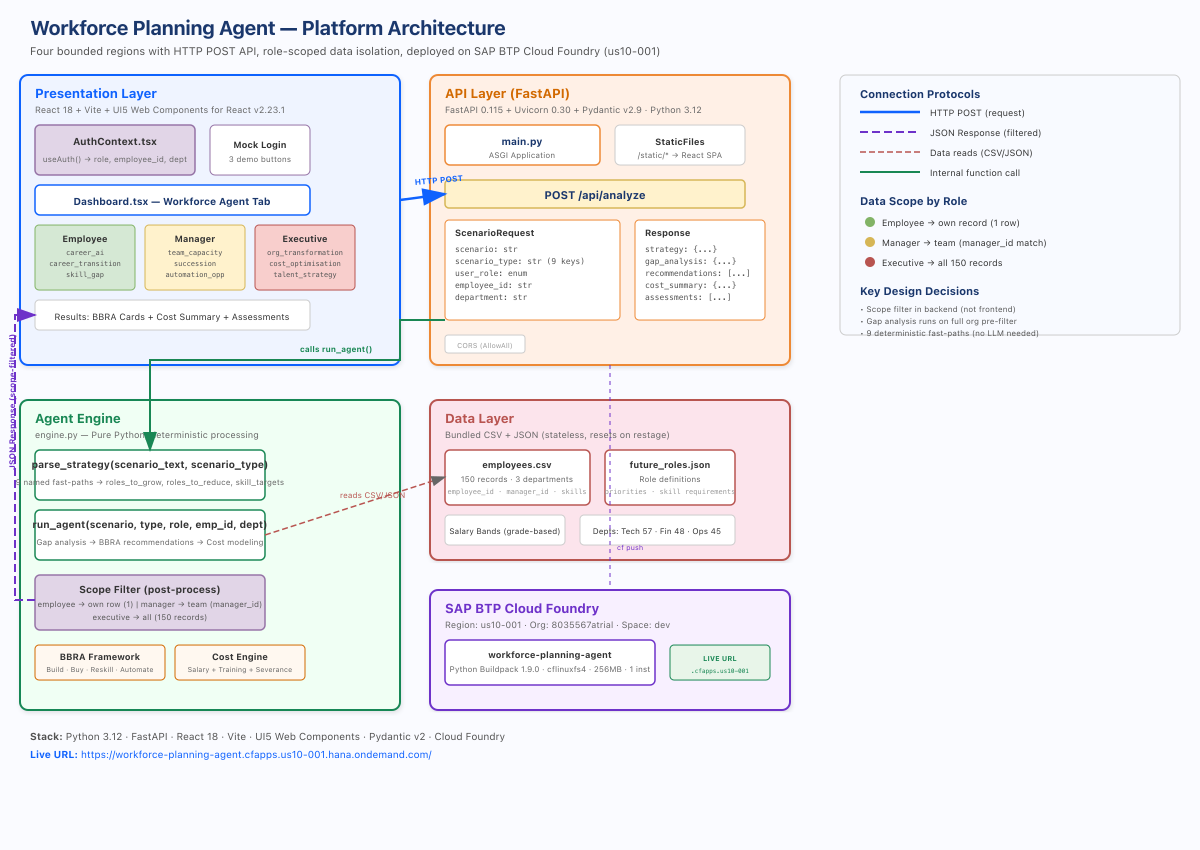 Workforce Planning Agent — Platform Architecture
Four bounded regions with HTTP POST API, role-scoped data isolation, deployed on SAP BTP Cloud Foundry (us10-001)
Presentation Layer
React 18 + Vite + UI5 Web Components for React v2.23.1
AuthContext.tsx
useAuth() → role, employee_id, dept
Mock Login
3 demo buttons
Dashboard.tsx — Workforce Agent Tab
Employee
career_ai
career_transition
skill_gap
Manager
team_capacity
succession
automation_opp
Executive
org_transformation
cost_optimisation
talent_strategy
Results: BBRA Cards + Cost Summary + Assessments
calls run_agent()
HTTP POST
API Layer (FastAPI)
FastAPI 0.115 + Uvicorn 0.30 + Pydantic v2.9 · Python 3.12
main.py
ASGI Application
StaticFiles
/static/* → React SPA
POST /api/analyze
ScenarioRequest
scenario: str
scenario_type: str (9 keys)
user_role: enum
employee_id: str
department: str
Response
strategy: {...}
gap_analysis: {...}
recommendations: [...]
cost_summary: {...}
assessments: [...]
CORS (AllowAll)
Connection Protocols
HTTP POST (request)
JSON Response (filtered)
Data reads (CSV/JSON)
Internal function call
Data Scope by Role
Employee → own record (1 row)
Manager → team (manager_id match)
Executive → all 150 records
Key Design Decisions
• Scope filter in backend (not frontend)
• Gap analysis runs on full org pre-filter
• 9 deterministic fast-paths (no LLM needed)
JSON Response (scope-filtered)
Agent Engine
engine.py — Pure Python deterministic processing
parse_strategy(scenario_text, scenario_type)
named fast-paths → roles_to_grow, roles_to_reduce, skill_targets
run_agent(scenario, type, role, emp_id, dept)
Gap analysis → BBRA recommendations → Cost modeling
Scope Filter (post-process)
employee → own row (1) | manager → team (manager_id)
executive → all (150 records)
BBRA Framework
Build · Buy · Reskill · Automate
Cost Engine
Salary + Training + Severance
reads CSV/JSON
Data Layer
Bundled CSV + JSON (stateless, resets on restage)
employees.csv
150 records · 3 departments
employee_id · manager_id · skills
future_roles.json
Role definitions
priorities · skill requirements
Salary Bands (grade-based)
Depts: Tech 57 · Fin 48 · Ops 45
cf push
SAP BTP Cloud Foundry
Region: us10-001 · Org: 8035567atrial · Space: dev
workforce-planning-agent
Python Buildpack 1.9.0 · cflinuxfs4 · 256MB · 1 inst
LIVE URL
.cfapps.us10-001
Stack: Python 3.12 · FastAPI · React 18 · Vite · UI5 Web Components · Pydantic v2 · Cloud Foundry
Live URL: https://workforce-planning-agent.cfapps.us10-001.hana.ondemand.com/